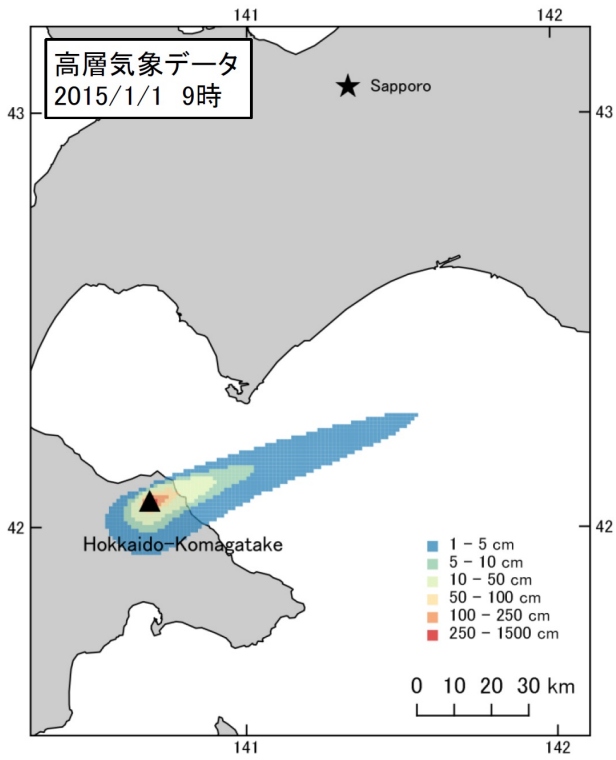 141
142
高層気象データ
2015/1/1 9時
Sapporo
43
43
42
42
Hokkaido-Komagatake
1 - 5 cm
5 - 10 cm
10 - 50 cm
50 - 100 cm
100 - 250 cm
250 - 1500 cm
0 10 20 30 km
141
142